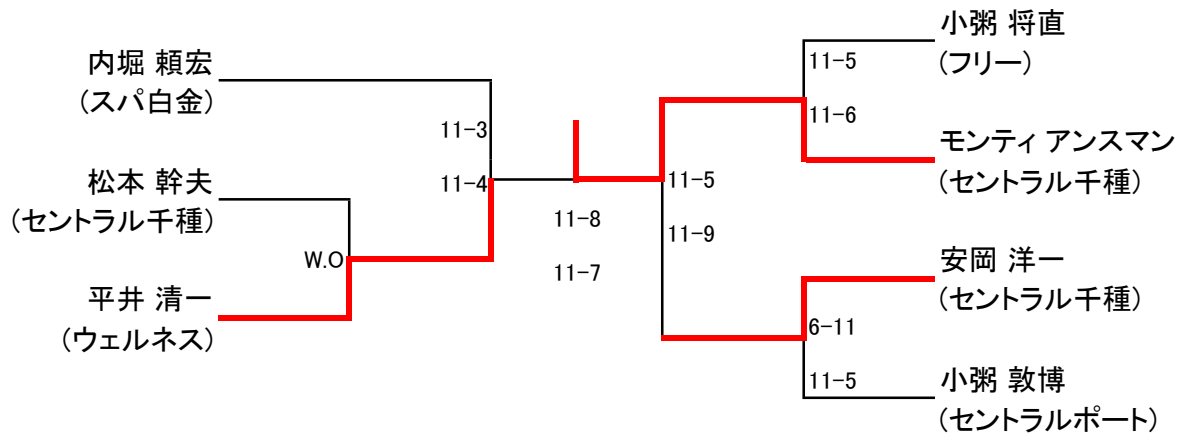 内堀 頼宏
(スパ白金)
松本 幹夫
(セントラル千種)
平井 清一
(ウェルネス)
W.O
11-3
11-4
11-8
11-7
11-5
11-9
11-5
11-6
6-11
11-5
小粥 将直
(フリー)
モンティ アンスマン
(セントラル千種)
安岡 洋一
(セントラル千種)
小粥 敦博
(セントラルポート)